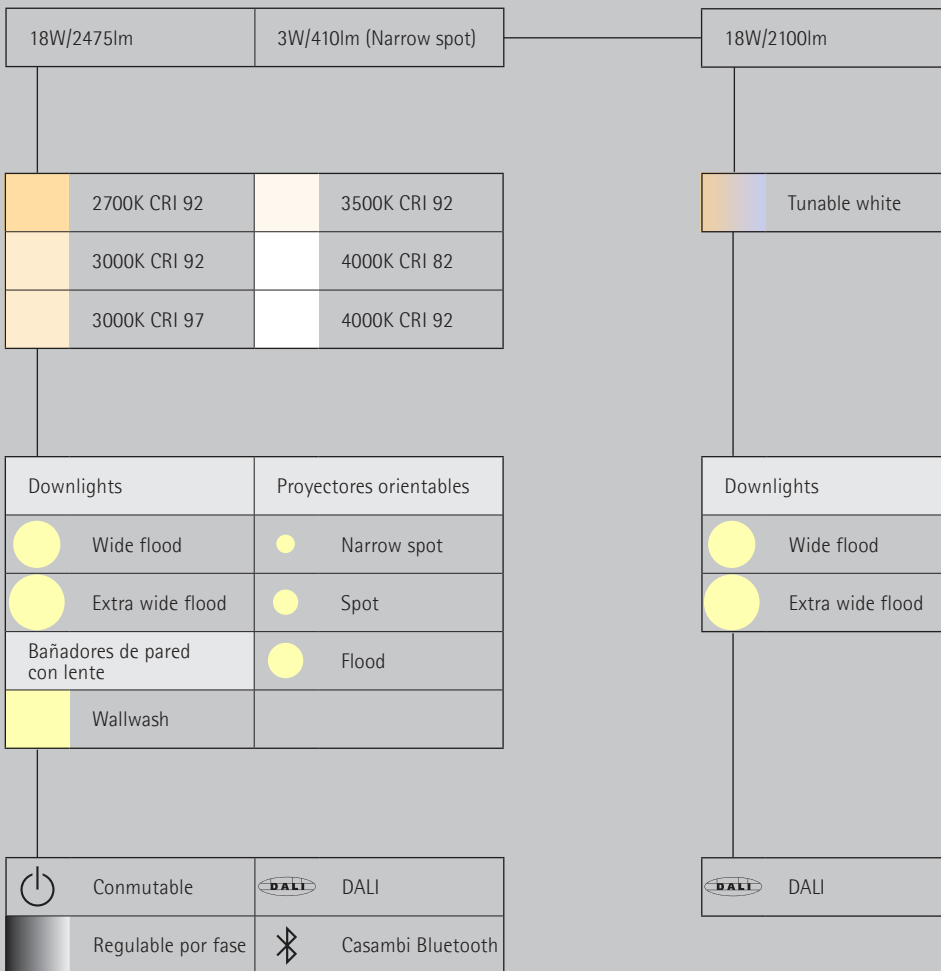 18W/2475lm
3W/410lm (Narrow spot)
18W/2100lm
2700K CRI 92
3500K CRI 92
Tunable white
3000K CRI 92
4000K CRI 82
3000K CRI 97
4000K CRI 92
Downlights
Proyectores orientables
Downlights
Wide flood
Narrow spot
Wide flood
Extra wide flood
Spot
Extra wide flood
Bañadores de pared
con lente
Flood
Wallwash
Conmutable
DALI DALI
DALI DALI
Regulable por fase
Casambi Bluetooth